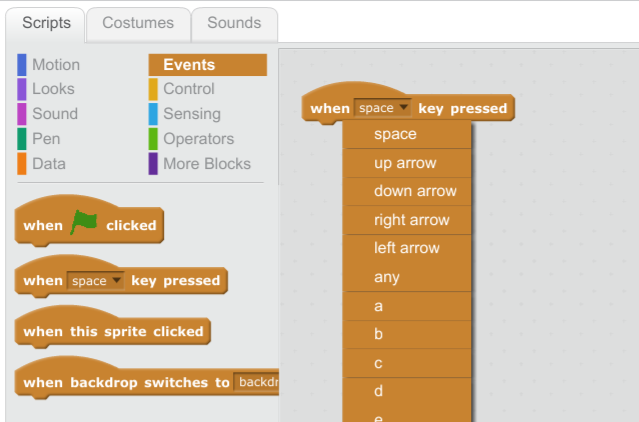 Scripts Costumes Sounds
Motion Events
Looks Control
Sound Sensing
Pen Operators
Data More Blocks
when clicked
when space key pressed
when this sprite clicked
when backdrop switches to backdr
when space key pressed
space
up arrow
down arrow
right arrow
left arrow
any
a
b
c
d
e